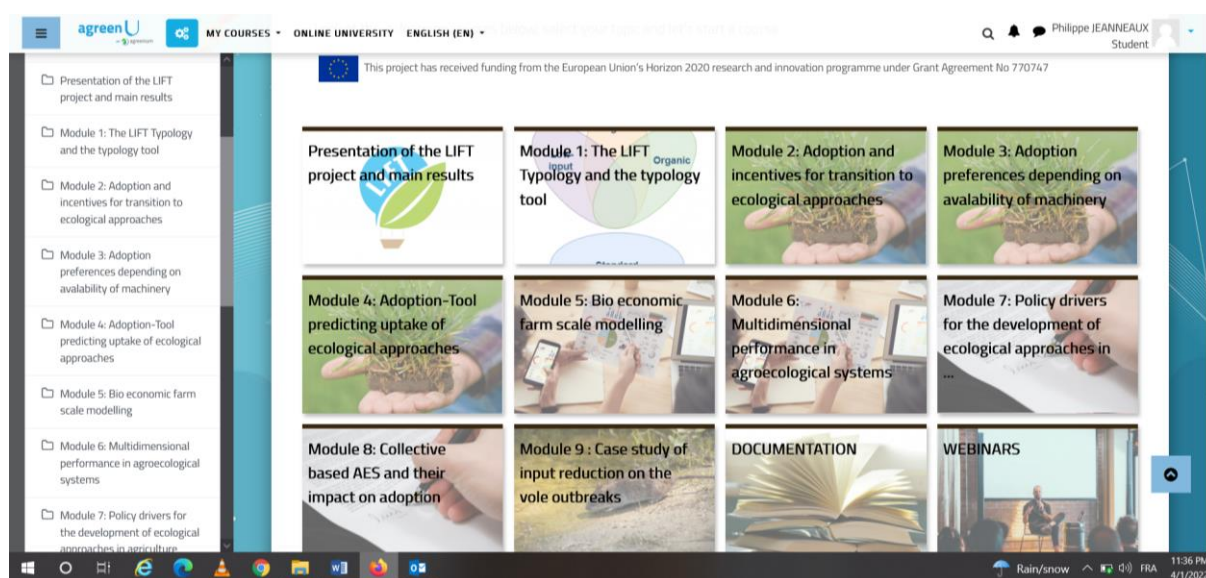 agreenU
agreenium
MY COURSES
ONLINE UNIVERSITY
ENGLISH (EN)
Philippe JEANNEAUX
Student
This project has received funding from the European Union's Horizon 2020 research and innovation programme under Grant Agreement No 770747
Presentation of the LIFT
project and main results
Module 1: The LIFT Typology
and the typology tool
Module 2: Adoption and
incentives for transition to
ecological approaches
Module 3: Adoption
preferences depending on
avalability of machinery
Module 4: Adoption-Tool
predicting uptake of ecological
approaches
Module 5: Bio economic farm
scale modelling
Module 6: Multidimensional
performance in agroecological
systems
Module 7: Policy drivers for
the development of ecological
approaches in agriculture
Presentation of the LIFT
project and main results
LIFT
Module 1: The LIFT
Typology and the typology
tool
input
Organic
Standard
Module 2: Adoption and
incentives for transition to
ecological approaches
Module 3: Adoption
preferences depending on
avalability of machinery
Module 4: Adoption-Tool
predicting uptake of
ecological approaches
Module 5: Bio economic
farm scale modelling
Module 6:
Multidimensional
performance in
agroecological systems
Module 7: Policy drivers
for the development of
ecological approaches in
...
Module 8: Collective
based AES and their
impact on adoption
Module 9 : Case study of
input reduction on the
vole outbreaks
DOCUMENTATION
WEBINARS
Rain/snow
FRA
11:36 PM